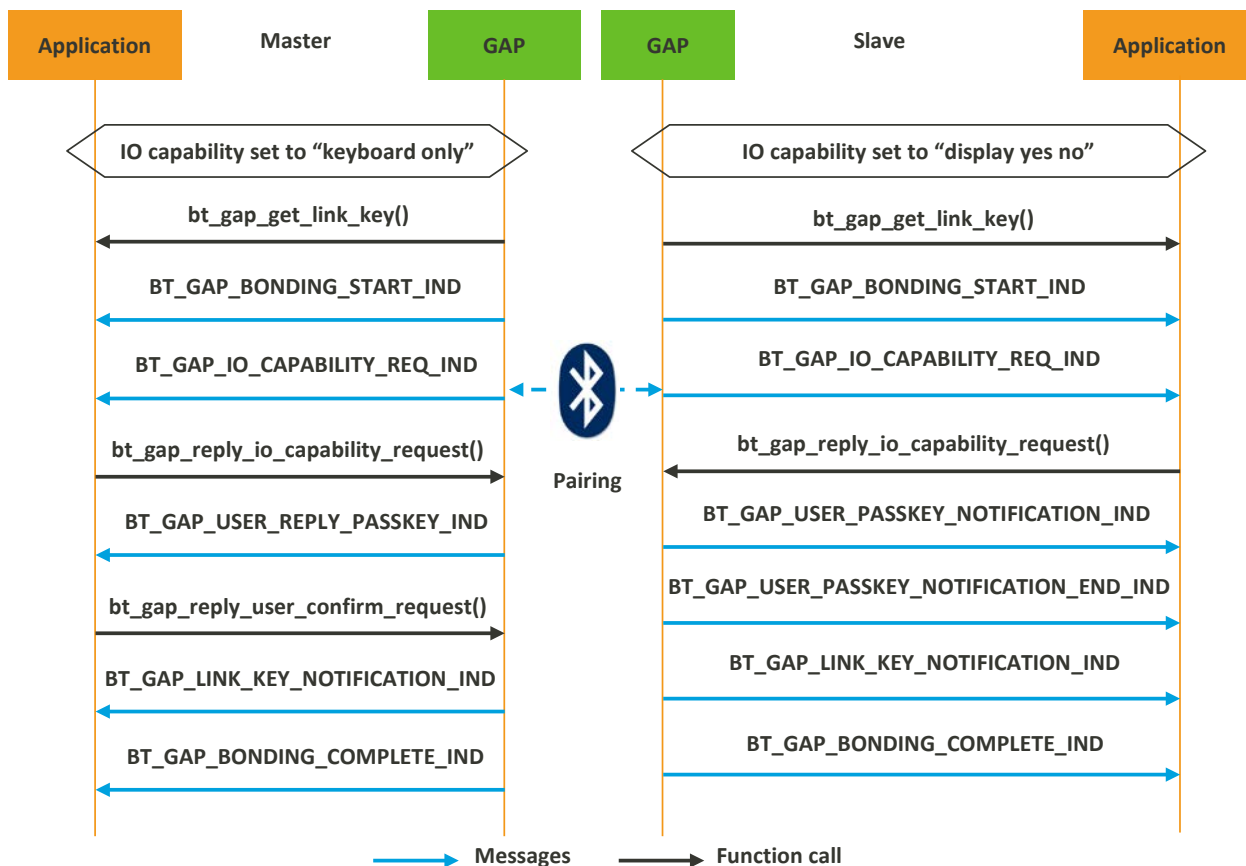 Application
Master
GAP
GAP
Slave
Application
IO capability set to “keyboard only”
IO capability set to “display yes no”
bt_gap_get_link_key()
bt_gap_get_link_key()
BT_GAP_BONDING_START_IND
BT_GAP_BONDING_START_IND
BT_GAP_IO_CAPABILITY_REQ_IND
BT_GAP_IO_CAPABILITY_REQ_IND
bt_gap_reply_io_capability_request()
bt_gap_reply_io_capability_request()
Pairing
BT_GAP_USER_REPLY_PASSKEY_IND
BT_GAP_USER_PASSKEY_NOTIFICATION_IND
BT_GAP_USER_PASSKEY_NOTIFICATION_END_IND
bt_gap_reply_user_confirm_request()
BT_GAP_LINK_KEY_NOTIFICATION_IND
BT_GAP_LINK_KEY_NOTIFICATION_IND
BT_GAP_BONDING_COMPLETE_IND
BT_GAP_BONDING_COMPLETE_IND
Messages
Function call